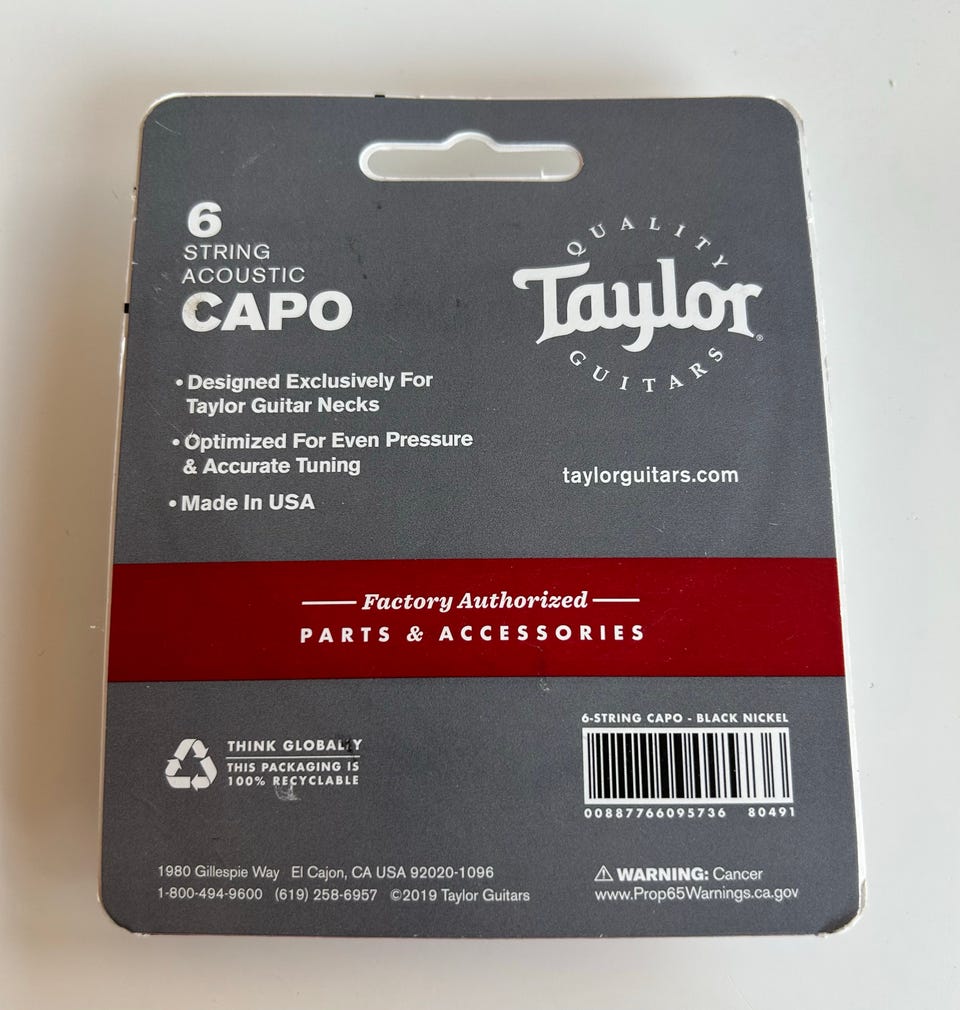 6
STRING
ACOUSTIC
CAPO
• Designed Exclusively For
Taylor Guitar Necks
• Optimized For Even Pressure
& Accurate Tuning
• Made In USA
QUALITY
Taylor®
GUITARS
taylorguitars.com
Factory Authorized
PARTS & ACCESSORIES
THINK GLOBALLY
THIS PACKAGING IS
100% RECYCLABLE
6-STRING CAPO - BLACK NICKEL
00887766095736 80491
1980 Gillespie Way El Cajon, CA USA 92020-1096
1-800-494-9600 (619) 258-6957 ©2019 Taylor Guitars
⚠ WARNING: Cancer
www.Prop65Warnings.ca.gov